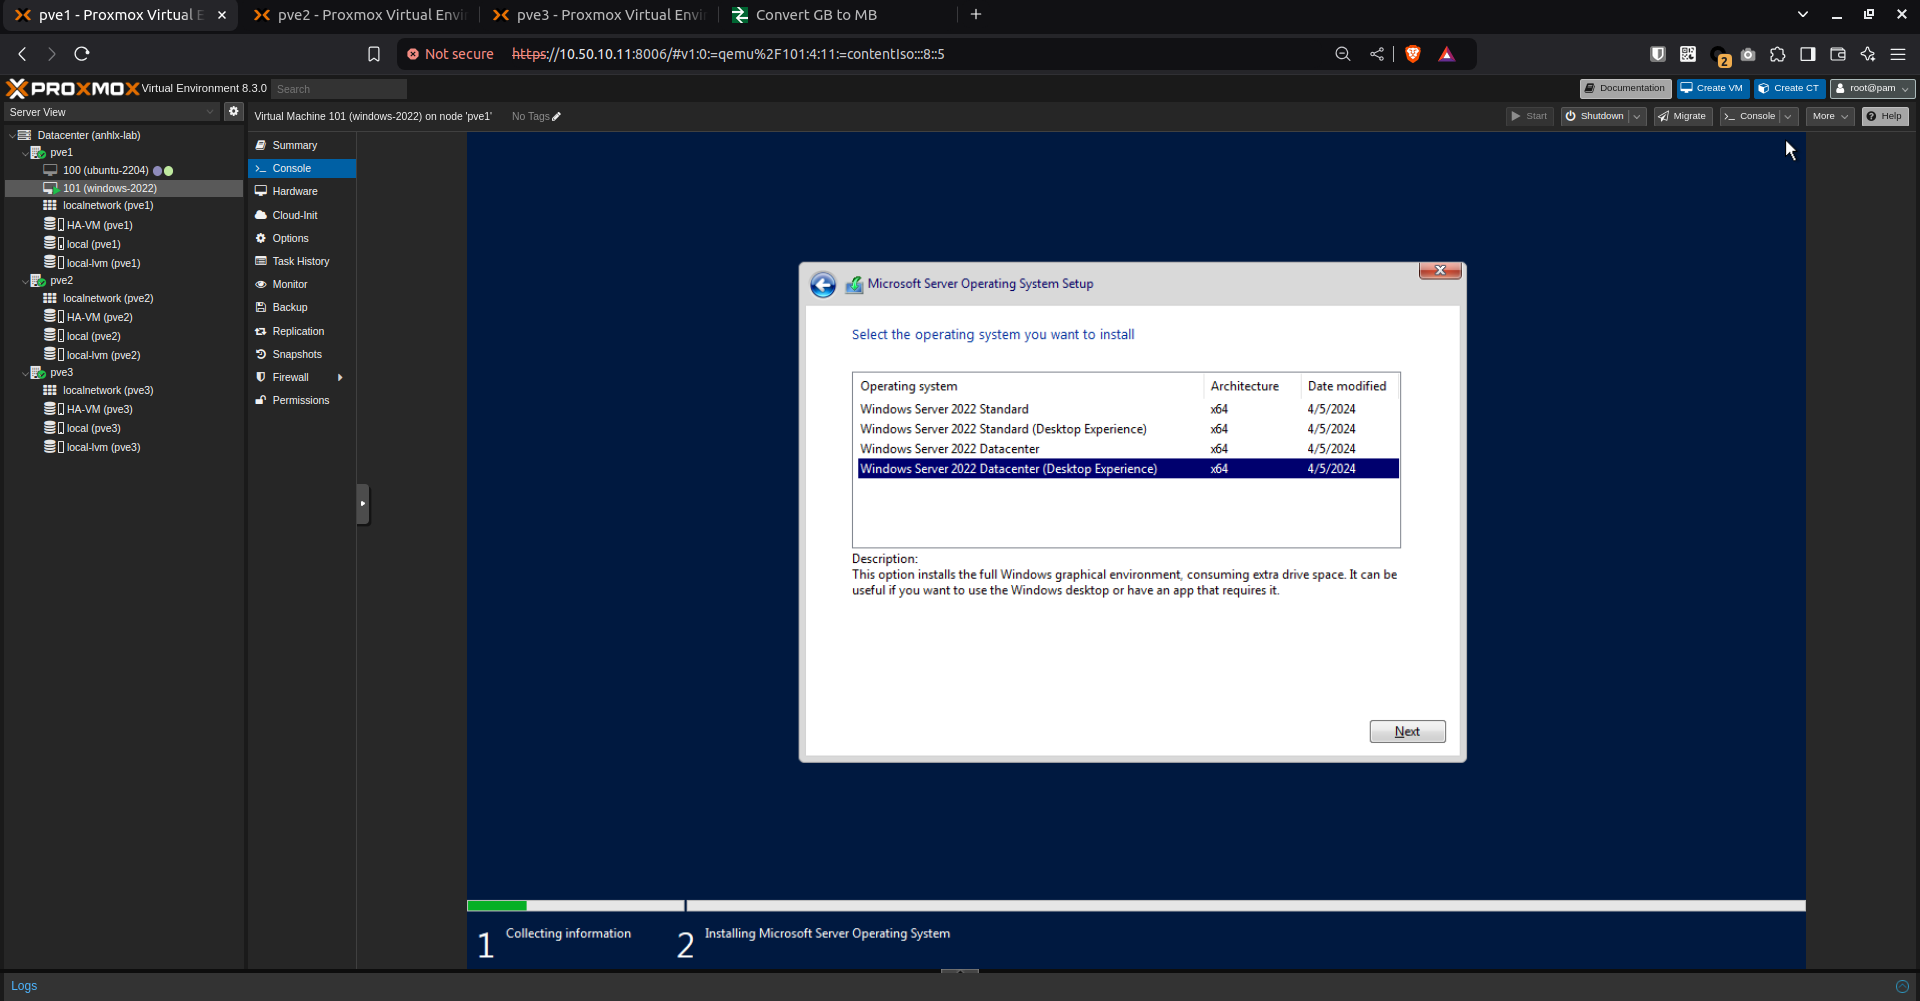 pve1 - Proxmox Virtual E
pve2 - Proxmox Virtual Envir
pve3 - Proxmox Virtual Envir
Convert GB to MB
Not secure https://10.50.10.11:8006/#v1:0:=qemu%2F101:4:11:=contentIso:::8::5
2
PROXMOX Virtual Environment 8.3.0 Search
Documentation Create VM Create CT root@pam
Server View
Virtual Machine 101 (windows-2022) on node 'pve1' No Tags
Start Shutdown Migrate Console More Help
Datacenter (anhlx-lab)
pve1
100 (ubuntu-2204)
101 (windows-2022)
localnetwork (pve1)
HA-VM (pve1)
local (pve1)
local-lvm (pve1)
pve2
localnetwork (pve2)
HA-VM (pve2)
local (pve2)
local-lvm (pve2)
pve3
localnetwork (pve3)
HA-VM (pve3)
local (pve3)
local-lvm (pve3)
Summary
Console
Hardware
Cloud-Init
Options
Task History
Monitor
Backup
Replication
Snapshots
Firewall
Permissions
Microsoft Server Operating System Setup
Select the operating system you want to install
Operating system Architecture Date modified
Windows Server 2022 Standard x64 4/5/2024
Windows Server 2022 Standard (Desktop Experience) x64 4/5/2024
Windows Server 2022 Datacenter x64 4/5/2024
Windows Server 2022 Datacenter (Desktop Experience) x64 4/5/2024
Description:
This option installs the full Windows graphical environment, consuming extra drive space. It can be
useful if you want to use the Windows desktop or have an app that requires it.
Next
1 Collecting information
2 Installing Microsoft Server Operating System
Logs